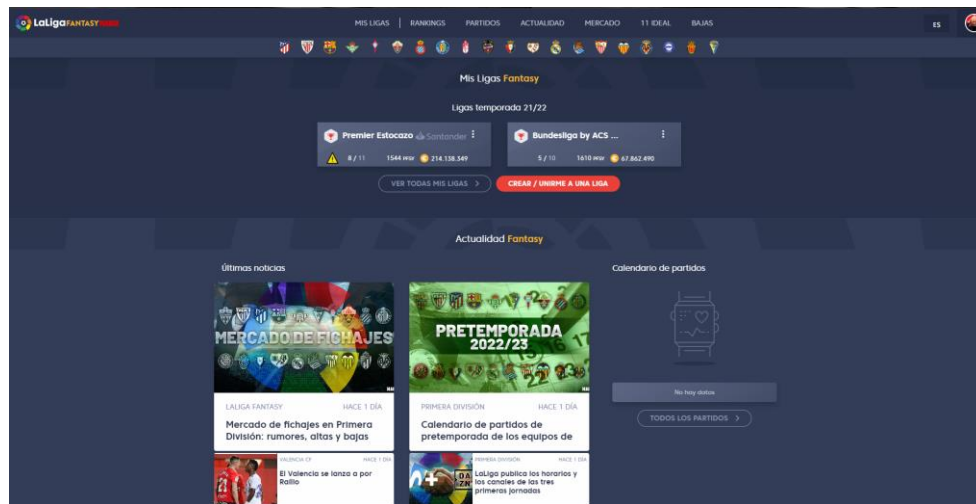 LaLiga FANTASY
MIS LIGAS
RANKINGS
PARTIDOS
ACTUALIDAD
MERCADO
11 IDEAL
BAJAS
ES
Mis Ligas Fantasy
Ligas temporada 21/22
Premier Estocazo Santander
8 / 11
1544 PFSY
214.138.349
Bundesliga by ACS ...
5 / 10
1610 PFSY
67.862.490
VER TODAS MIS LIGAS >
CREAR / UNIRME A UNA LIGA
Actualidad Fantasy
Últimas noticias
MERCADO DE FICHAJES
LALIGA FANTASY
HACE 1 DÍA
Mercado de fichajes en Primera
División: rumores, altas y bajas
PRETEMPORADA
2022/23
PRIMERA DIVISIÓN
HACE 1 DÍA
Calendario de partidos de
pretemporada de los equipos de
VALENCIA CF
HACE 1 DÍA
El Valencia se lanza a por
Raíllo
PRIMERA DIVISIÓN
HACE 1 DÍA
LaLiga publica los horarios y
los canales de las tres
primeras jornadas
Calendario de partidos
No hay datos
TODOS LOS PARTIDOS >